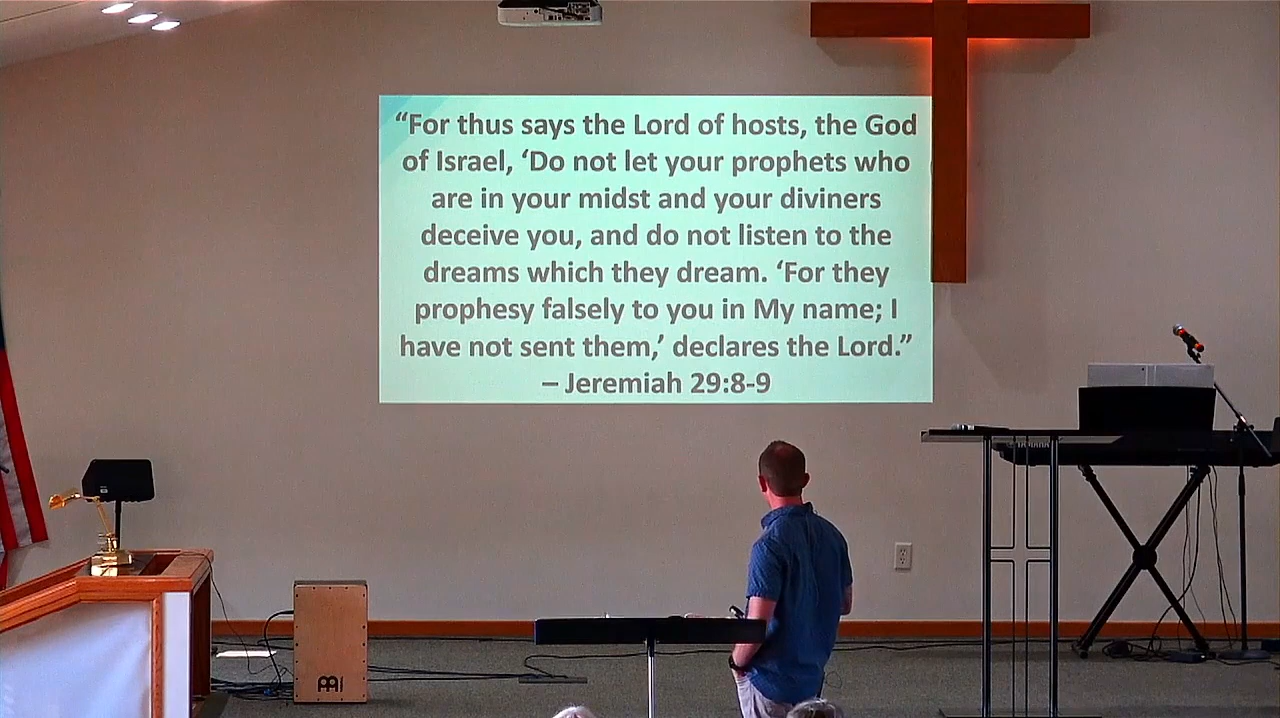 “For thus says the Lord of hosts, the God
of Israel, ‘Do not let your prophets who
are in your midst and your diviners
deceive you, and do not listen to the
dreams which they dream. ‘For they
prophesy falsely to you in My name; I
have not sent them,’ declares the Lord.”
– Jeremiah 29:8-9